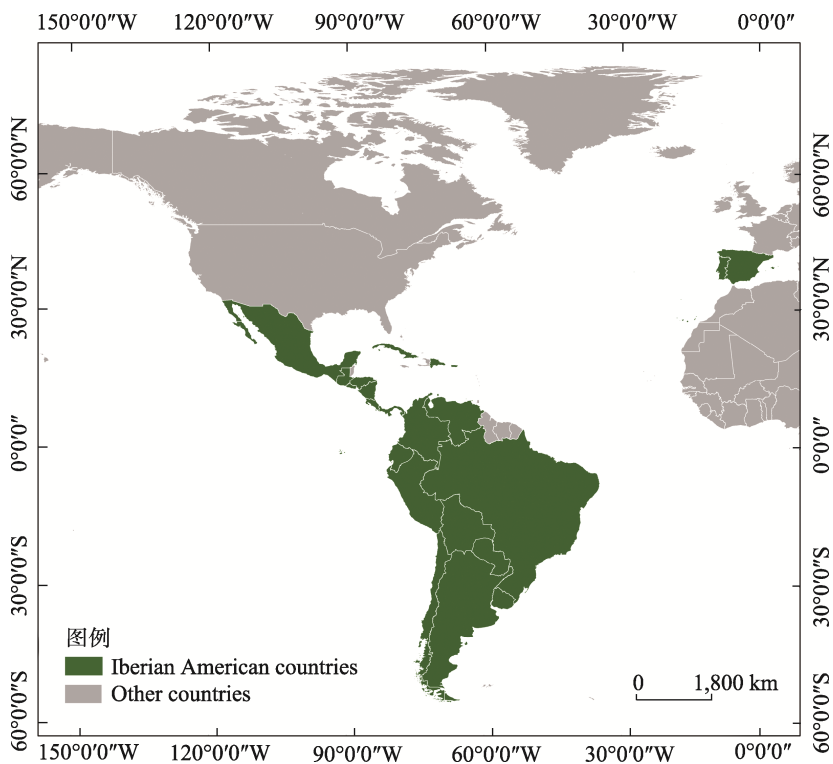 150°0′0″W 120°0′0″W 90°0′0″W 60°0′0″W 30°0′0″W 0°0′0″
60°0′0″N 60°0′0″N
30°0′0″N 30°0′0″N
0°0′0″ 0°0′0″
30°0′0″S 30°0′0″S
60°0′0″S 60°0′0″S
图例
Iberian American countries
Other countries
0 1,800 km
150°0′0″W 120°0′0″W 90°0′0″W 60°0′0″W 30°0′0″W 0°0′0″